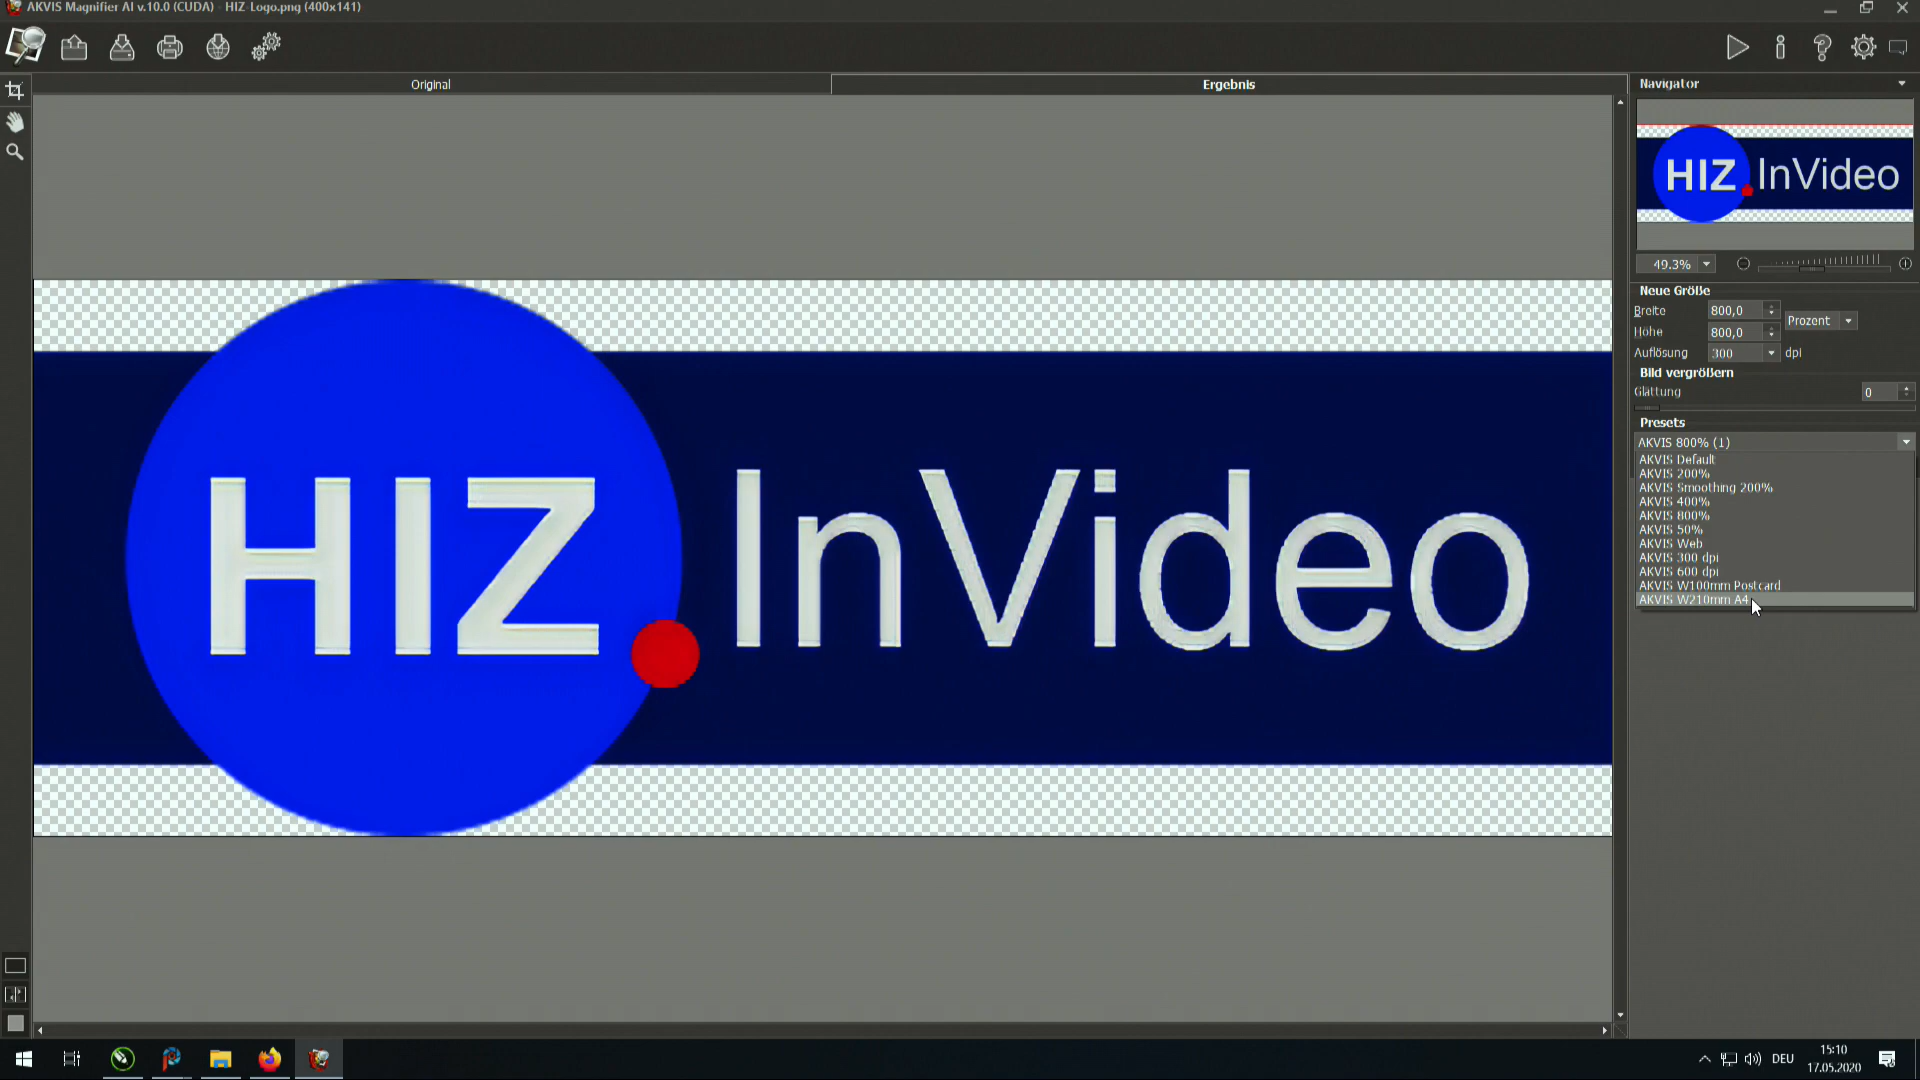 AKVIS Magnifier AI v.10.0 (CUDA) - HIZ-Logo.png (400x141)
Original
Ergebnis
Navigator
HIZ.InVideo
49.3%
Neue Größe
Breite 800,0
Prozent
Höhe 800,0
Auflösung 300 dpi
Bild vergrößern
Glättung 0
Presets
AKVIS 800% (1)
AKVIS Default
AKVIS 200%
AKVIS Smoothing 200%
AKVIS 400%
AKVIS 800%
AKVIS 50%
AKVIS Web
AKVIS 300 dpi
AKVIS 600 dpi
AKVIS W100mm Postcard
AKVIS W210mm A4
HIZ.InVideo
DEU
15:10
17.05.2020